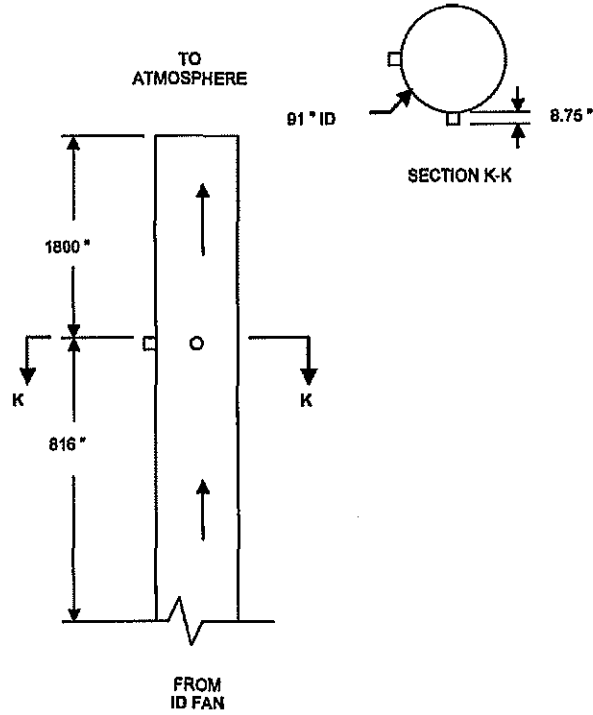 TO
ATMOSPHERE
91 " ID
8.75 "
SECTION K-K
1800 "
K
K
816 "
FROM
ID FAN